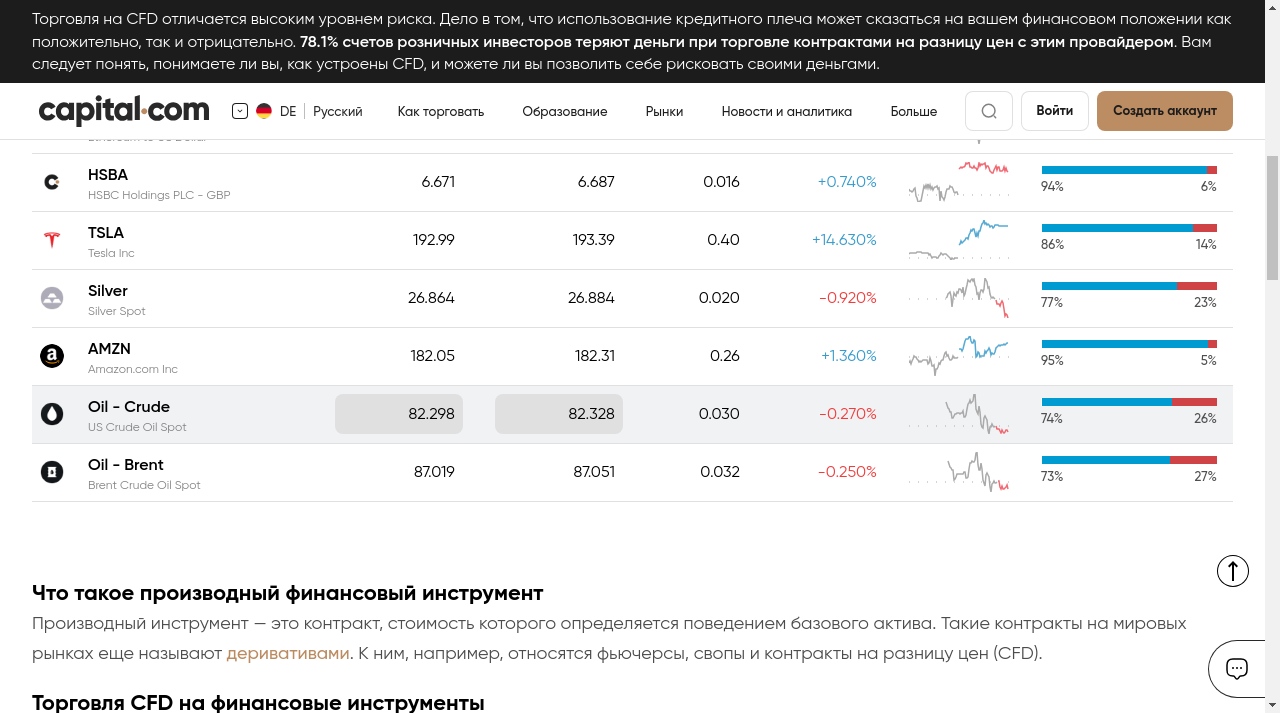 Торговля на CFD отличается высоким уровнем риска. Дело в том, что использование кредитного плеча может сказаться на вашем финансовом положении как
положительно, так и отрицательно. 78.1% счетов розничных инвесторов теряют деньги при торговле контрактами на разницу цен с этим провайдером. Вам
следует понять, понимаете ли вы, как устроены CFD, и можете ли вы позволить себе рисковать своими деньгами.
capital.com DE Русский Как торговать Образование Рынки Новости и аналитика Больше Войти Создать аккаунт
HSBA 6.671 6.687 0.016 +0.740% 94% 6%
HSBC Holdings PLC - GBP
TSLA 192.99 193.39 0.40 +14.630% 86% 14%
Tesla Inc
Silver 26.864 26.884 0.020 -0.920% 77% 23%
Silver Spot
AMZN 182.05 182.31 0.26 +1.360% 95% 5%
Amazon.com Inc
Oil - Crude 82.298 82.328 0.030 -0.270% 74% 26%
US Crude Oil Spot
Oil - Brent 87.019 87.051 0.032 -0.250% 73% 27%
Brent Crude Oil Spot
Что такое производный финансовый инструмент
Производный инструмент — это контракт, стоимость которого определяется поведением базового актива. Такие контракты на мировых
рынках еще называют деривативами. К ним, например, относятся фьючерсы, свопы и контракты на разницу цен (CFD).
Торговля CFD на финансовые инструменты